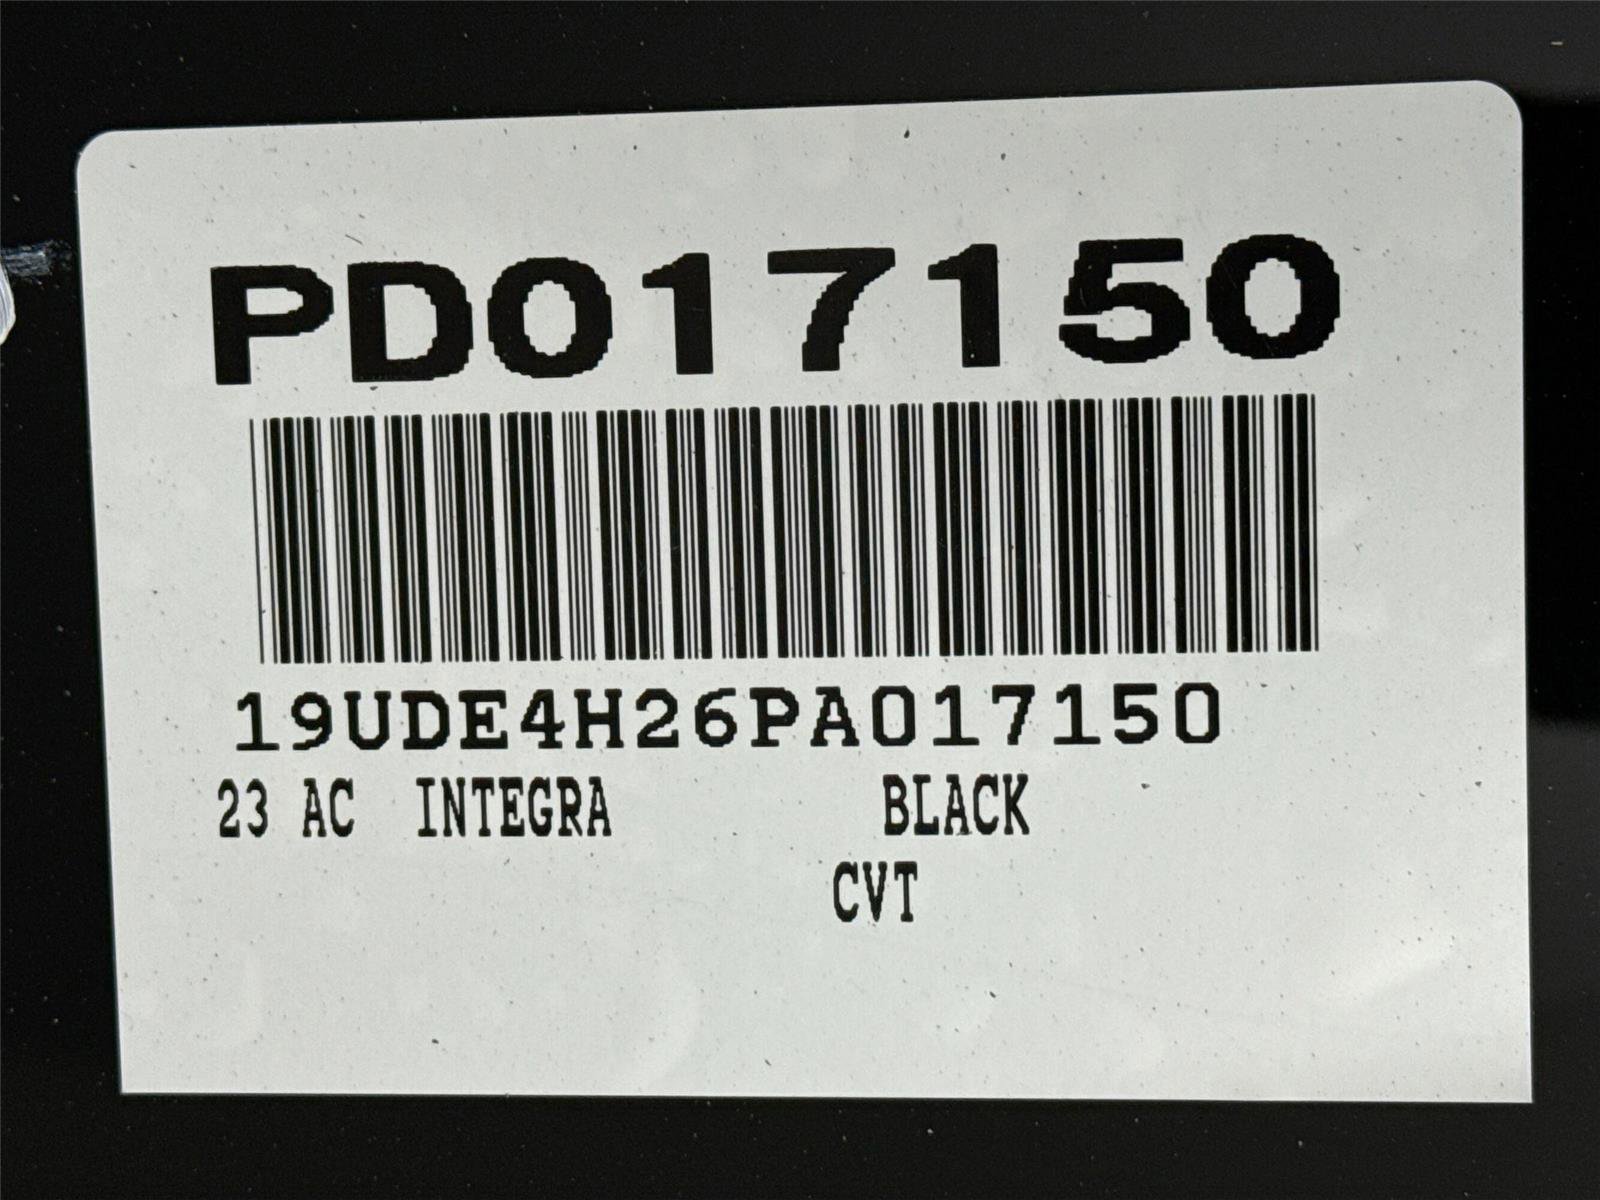 PD017150
19UDE4H26PA017150
23 AC INTEGRA BLACK
CVT